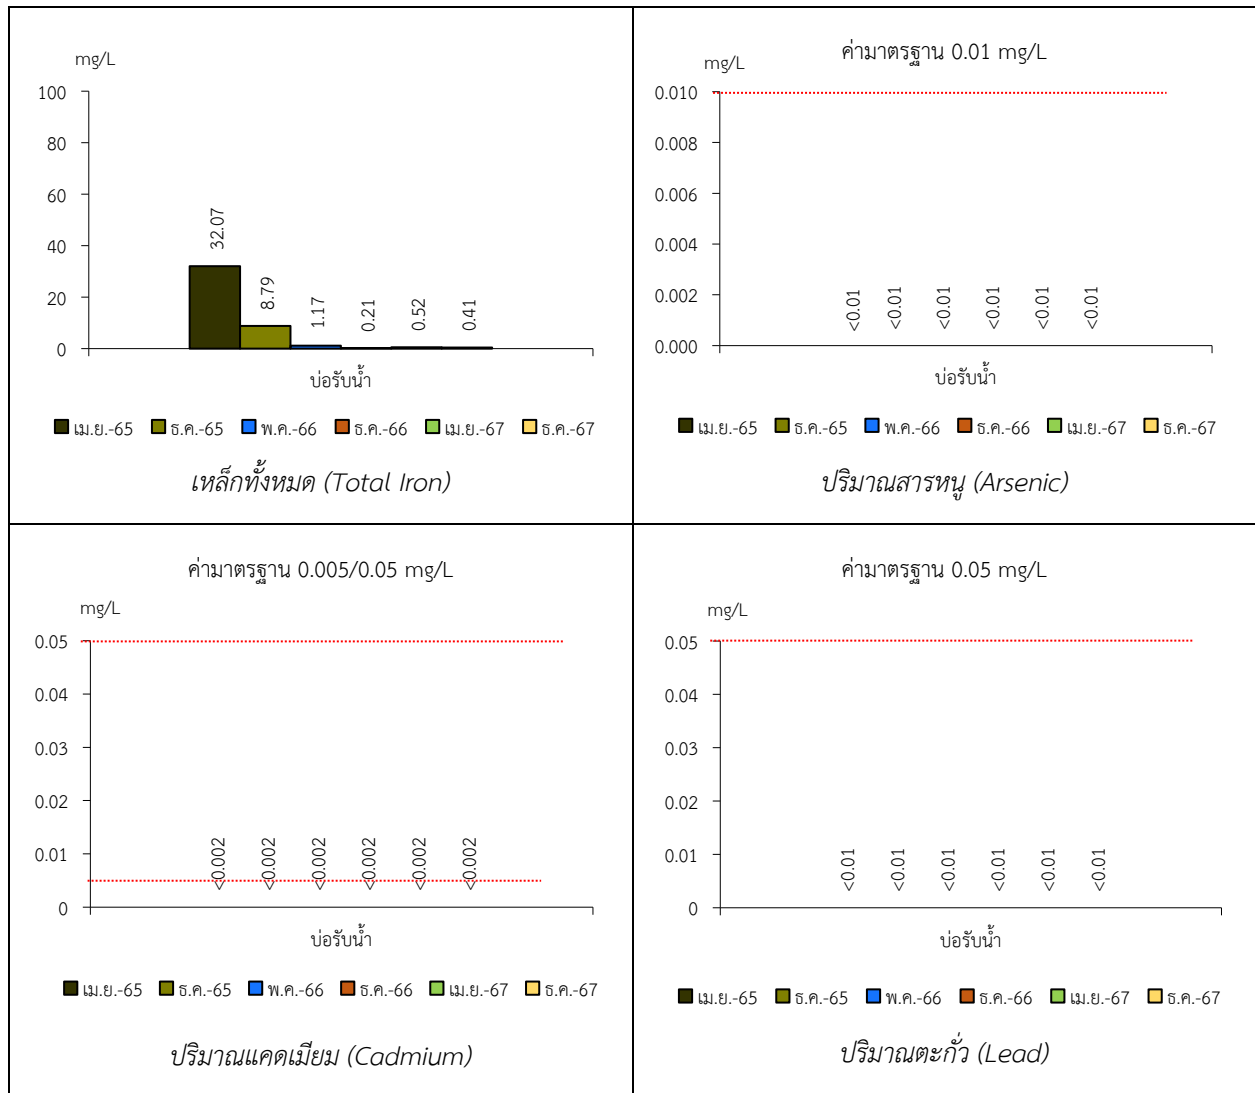 mg/L
100
80
60
40
20
0
32.07
8.79
1.17
0.21
0.52
0.41
บ่อรับน้ำ
เม.ย.-65 ธ.ค.-65 พ.ค.-66 ธ.ค.-66 เม.ย.-67 ธ.ค.-67
เหล็กทั้งหมด (Total Iron)
ค่ามาตรฐาน 0.01 mg/L
mg/L
0.010
0.008
0.006
0.004
0.002
0.000
<0.01
<0.01
<0.01
<0.01
<0.01
<0.01
บ่อรับน้ำ
เม.ย.-65 ธ.ค.-65 พ.ค.-66 ธ.ค.-66 เม.ย.-67 ธ.ค.-67
ปริมาณสารหนู (Arsenic)
ค่ามาตรฐาน 0.005/0.05 mg/L
mg/L
0.05
0.04
0.03
0.02
0.01
0
<0.002
<0.002
<0.002
<0.002
<0.002
<0.002
บ่อรับน้ำ
เม.ย.-65 ธ.ค.-65 พ.ค.-66 ธ.ค.-66 เม.ย.-67 ธ.ค.-67
ปริมาณแคดเมียม (Cadmium)
ค่ามาตรฐาน 0.05 mg/L
mg/L
0.05
0.04
0.03
0.02
0.01
0
<0.01
<0.01
<0.01
<0.01
<0.01
<0.01
บ่อรับน้ำ
เม.ย.-65 ธ.ค.-65 พ.ค.-66 ธ.ค.-66 เม.ย.-67 ธ.ค.-67
ปริมาณตะกั่ว (Lead)